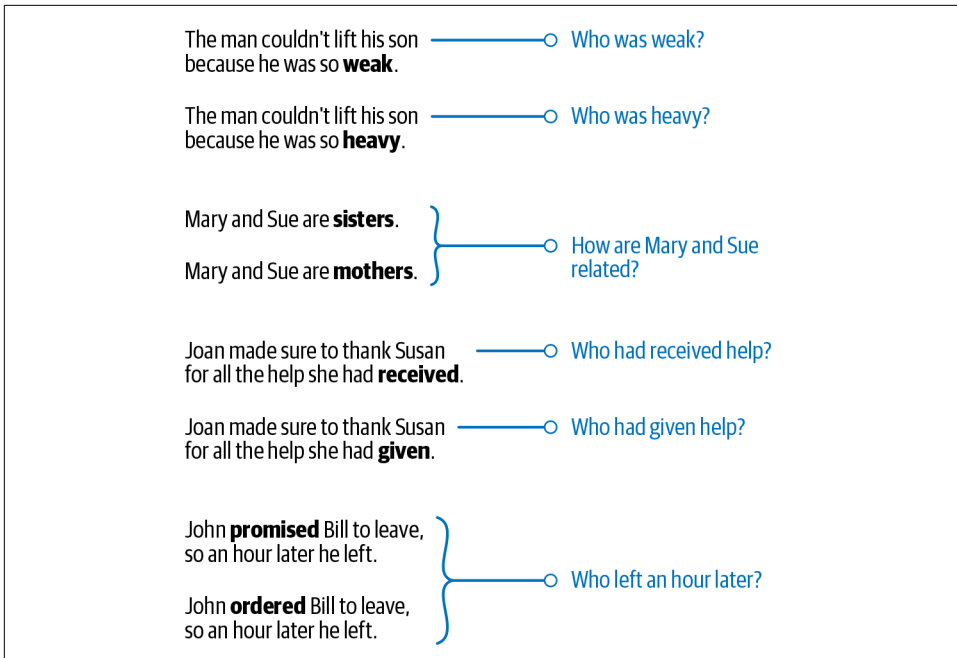 The man couldn't lift his son
because he was so weak.
Who was weak?
The man couldn't lift his son
because he was so heavy.
Who was heavy?
Mary and Sue are sisters.
Mary and Sue are mothers.
How are Mary and Sue
related?
Joan made sure to thank Susan
for all the help she had received.
Who had received help?
Joan made sure to thank Susan
for all the help she had given.
Who had given help?
John promised Bill to leave,
so an hour later he left.
John ordered Bill to leave,
so an hour later he left.
Who left an hour later?